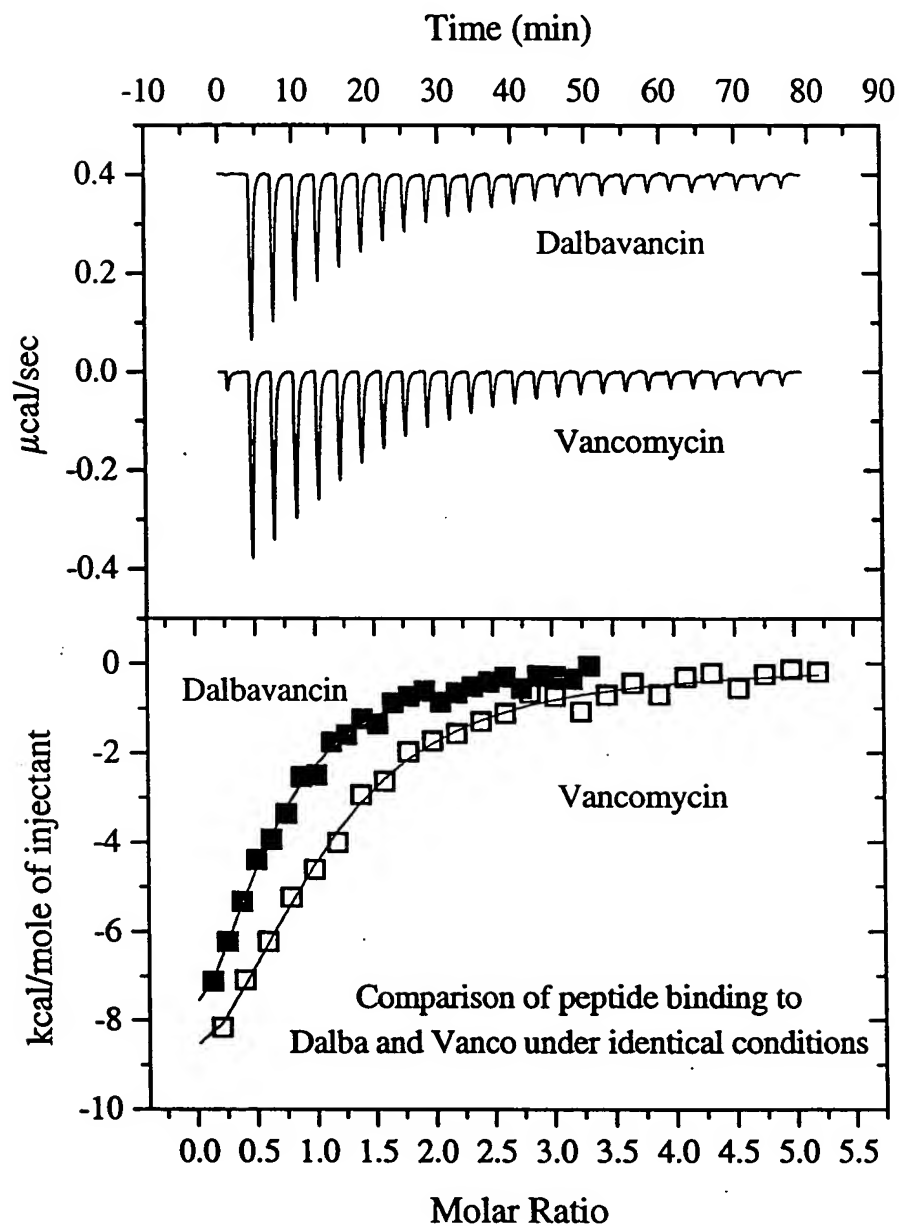 Time (min)
-10 0 10 20 30 40 50 60 70 80 90
0.4
Dalbavancin
0.2
0.0
µcal/sec
Vancomycin
-0.2
-0.4
0
Dalbavancin
-2
Vancomycin
-4
kcal/mole of injectant
-6
Comparison of peptide binding to
-8
Dalba and Vanco under identical conditions
-10
0.0 0.5 1.0 1.5 2.0 2.5 3.0 3.5 4.0 4.5 5.0 5.5
Molar Ratio